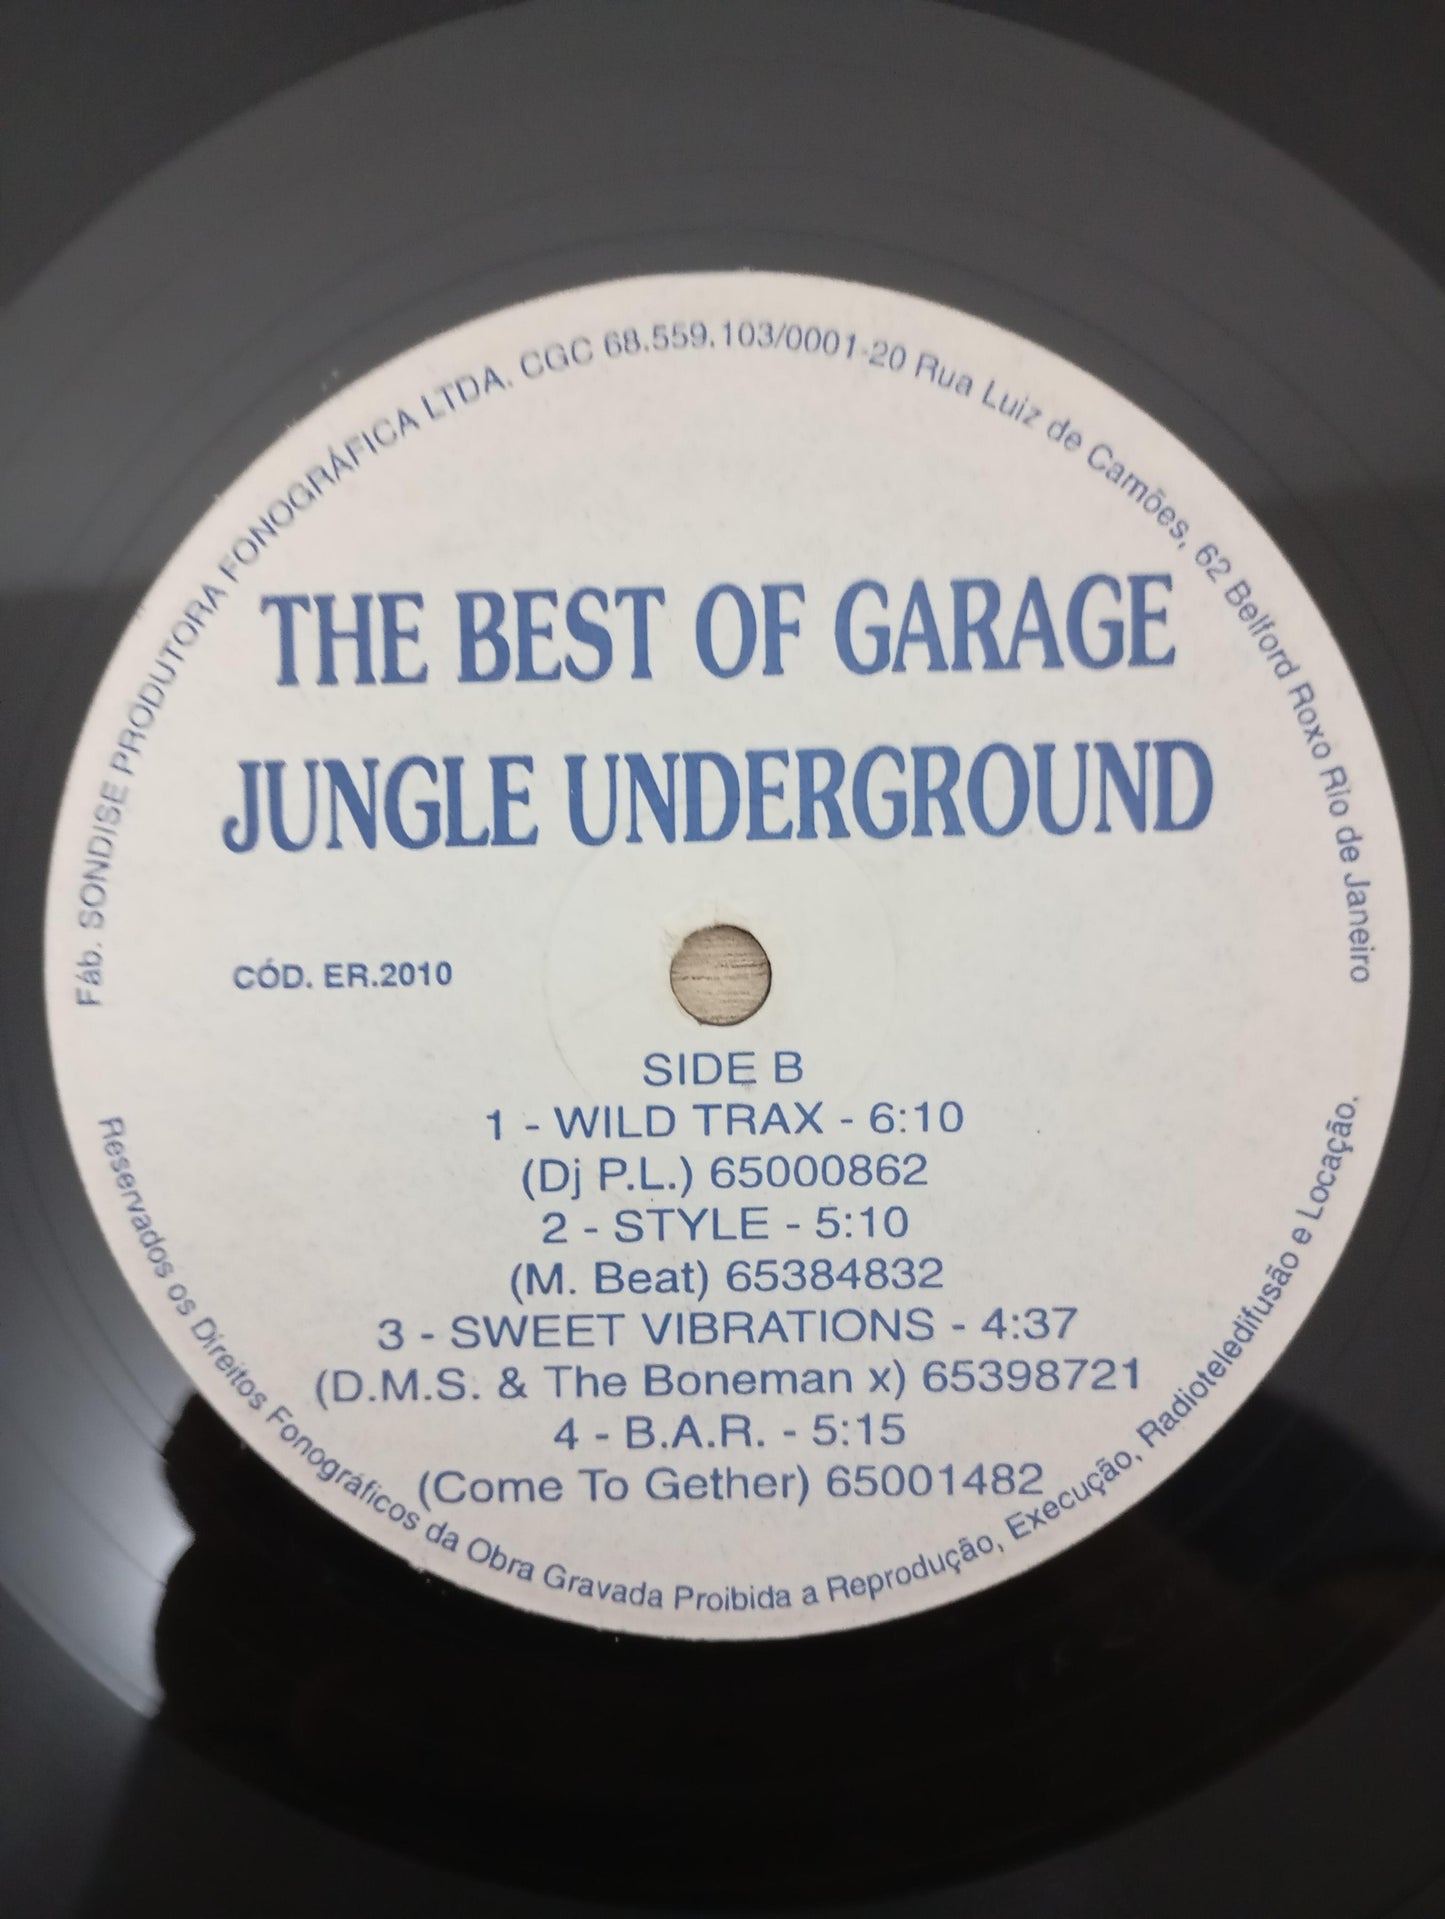 Fáb. SONDISE PRODUTORA FONOGRÁFICA LTDA. CGC 68.559.103/0001-20 Rua Luiz de Camões, 62 Belford Roxo Rio de Janeiro
THE BEST OF GARAGE
JUNGLE UNDERGROUND
CÓD. ER.2010
SIDE B
1 - WILD TRAX - 6:10
(Dj P.L.) 65000862
2 - STYLE - 5:10
(M. Beat) 65384832
3 - SWEET VIBRATIONS - 4:37
(D.M.S. & The Boneman x) 65398721
4 - B.A.R. - 5:15
(Come To Gether) 65001482
Reservados os Direitos Fonográficos da Obra Gravada Proibida a Reprodução, Execução, Radioteledifusão e Locação.